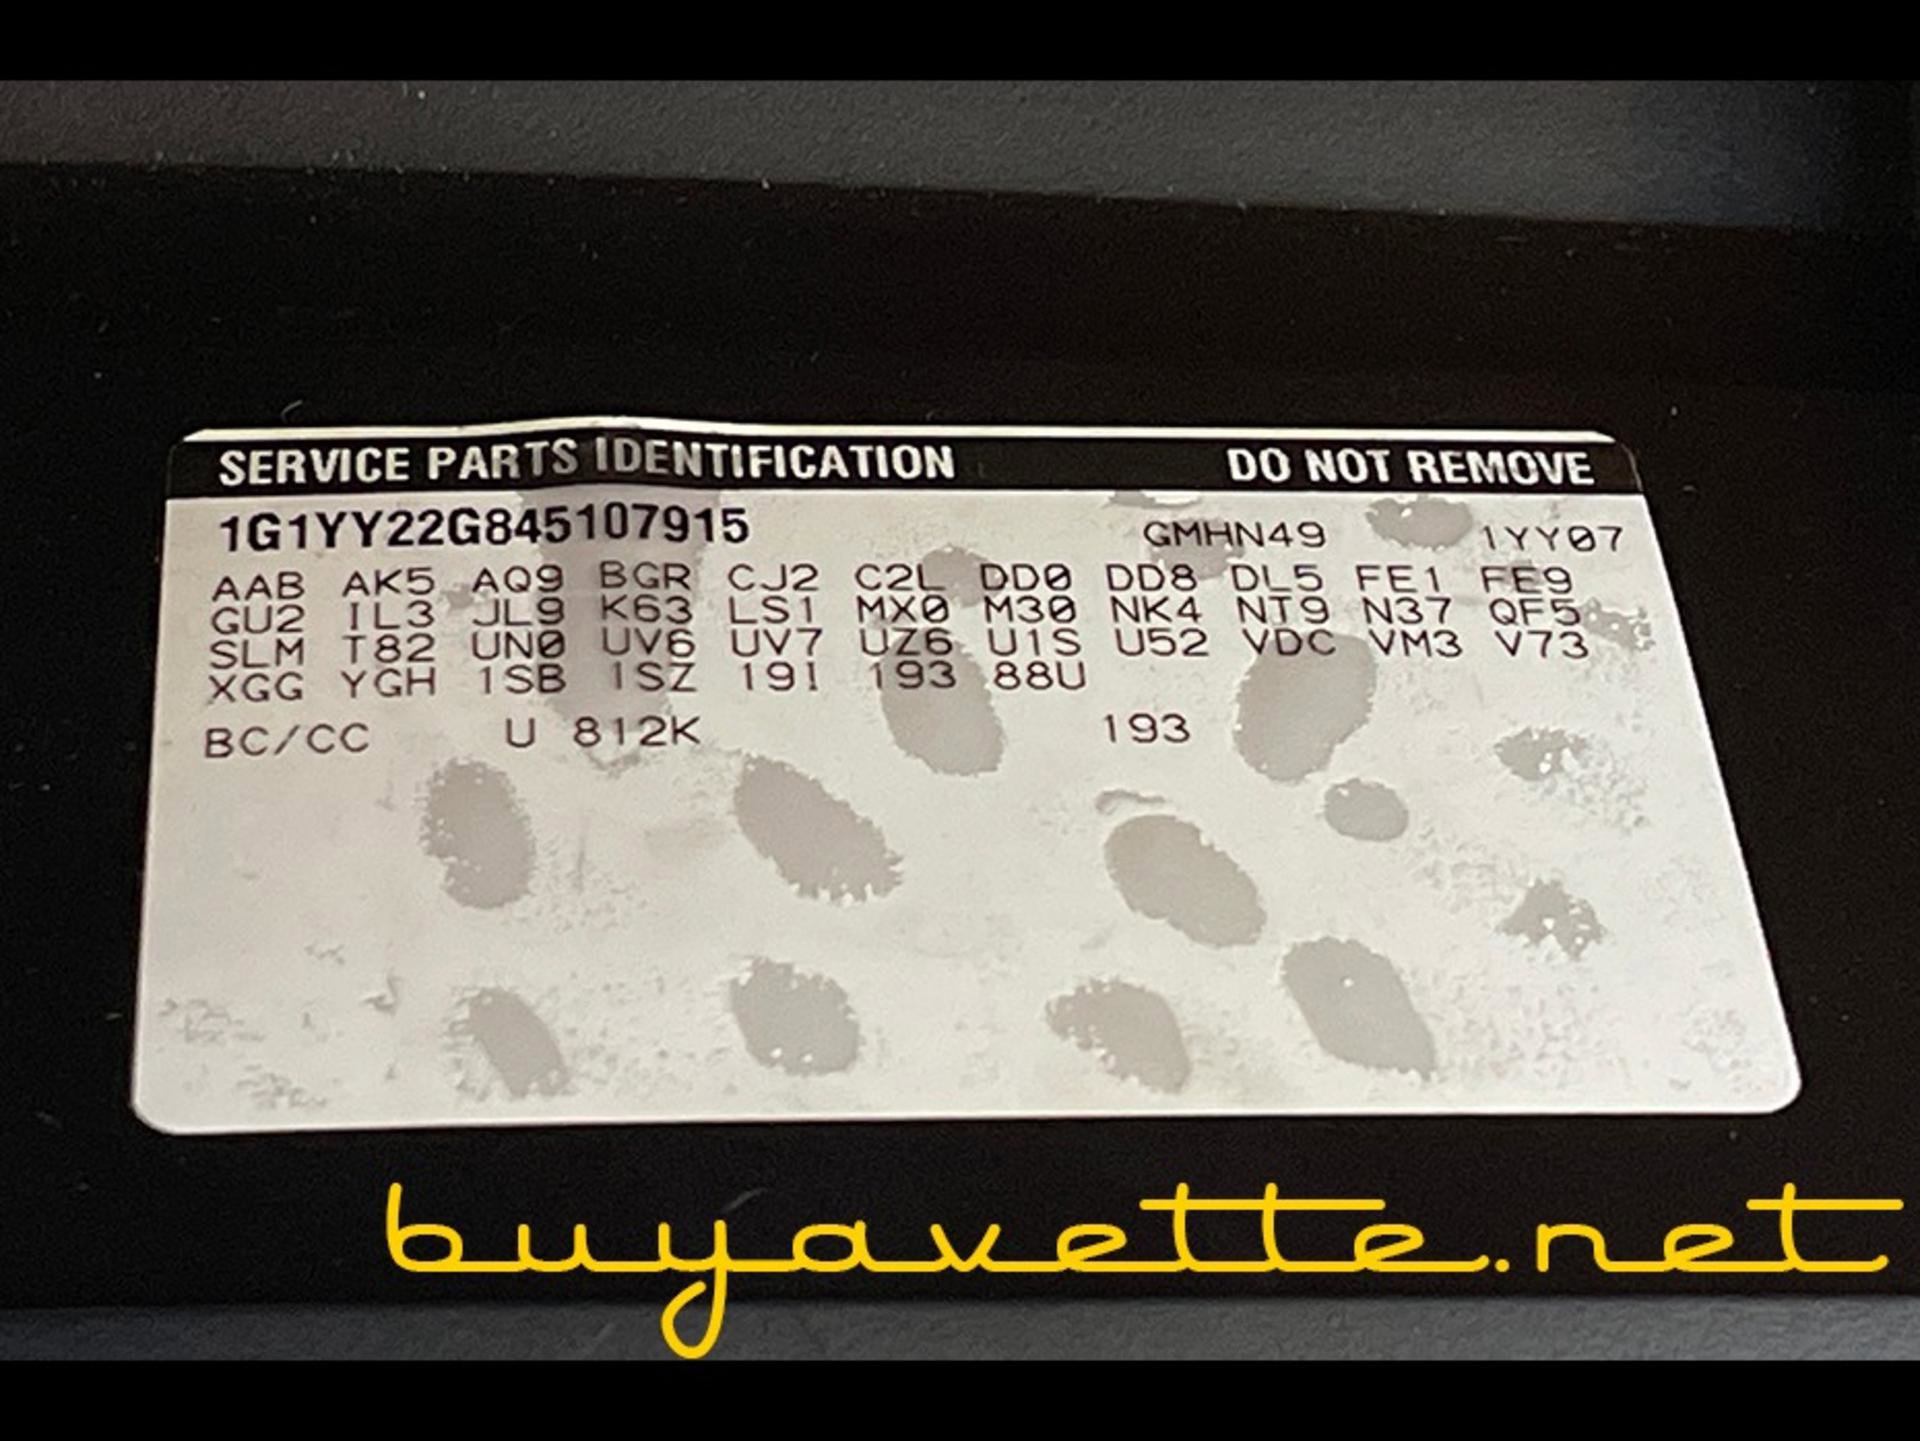 SERVICE PARTS IDENTIFICATION DO NOT REMOVE
1G1YY22G845107915 GMHN49 1YY07
AAB AK5 AQ9 BGR CJ2 C2L DD0 DD8 DL5 FE1 FE9
GU2 IL3 JL9 K63 LS1 MX0 M30 NK4 NT9 N37 QF5
SLM T82 UN0 UV6 UV7 UZ6 U1S U52 VDC VM3 V73
XGG YGH 1SB 1SZ 19I 193 88U
BC/CC U 812K 193
buyavette.net